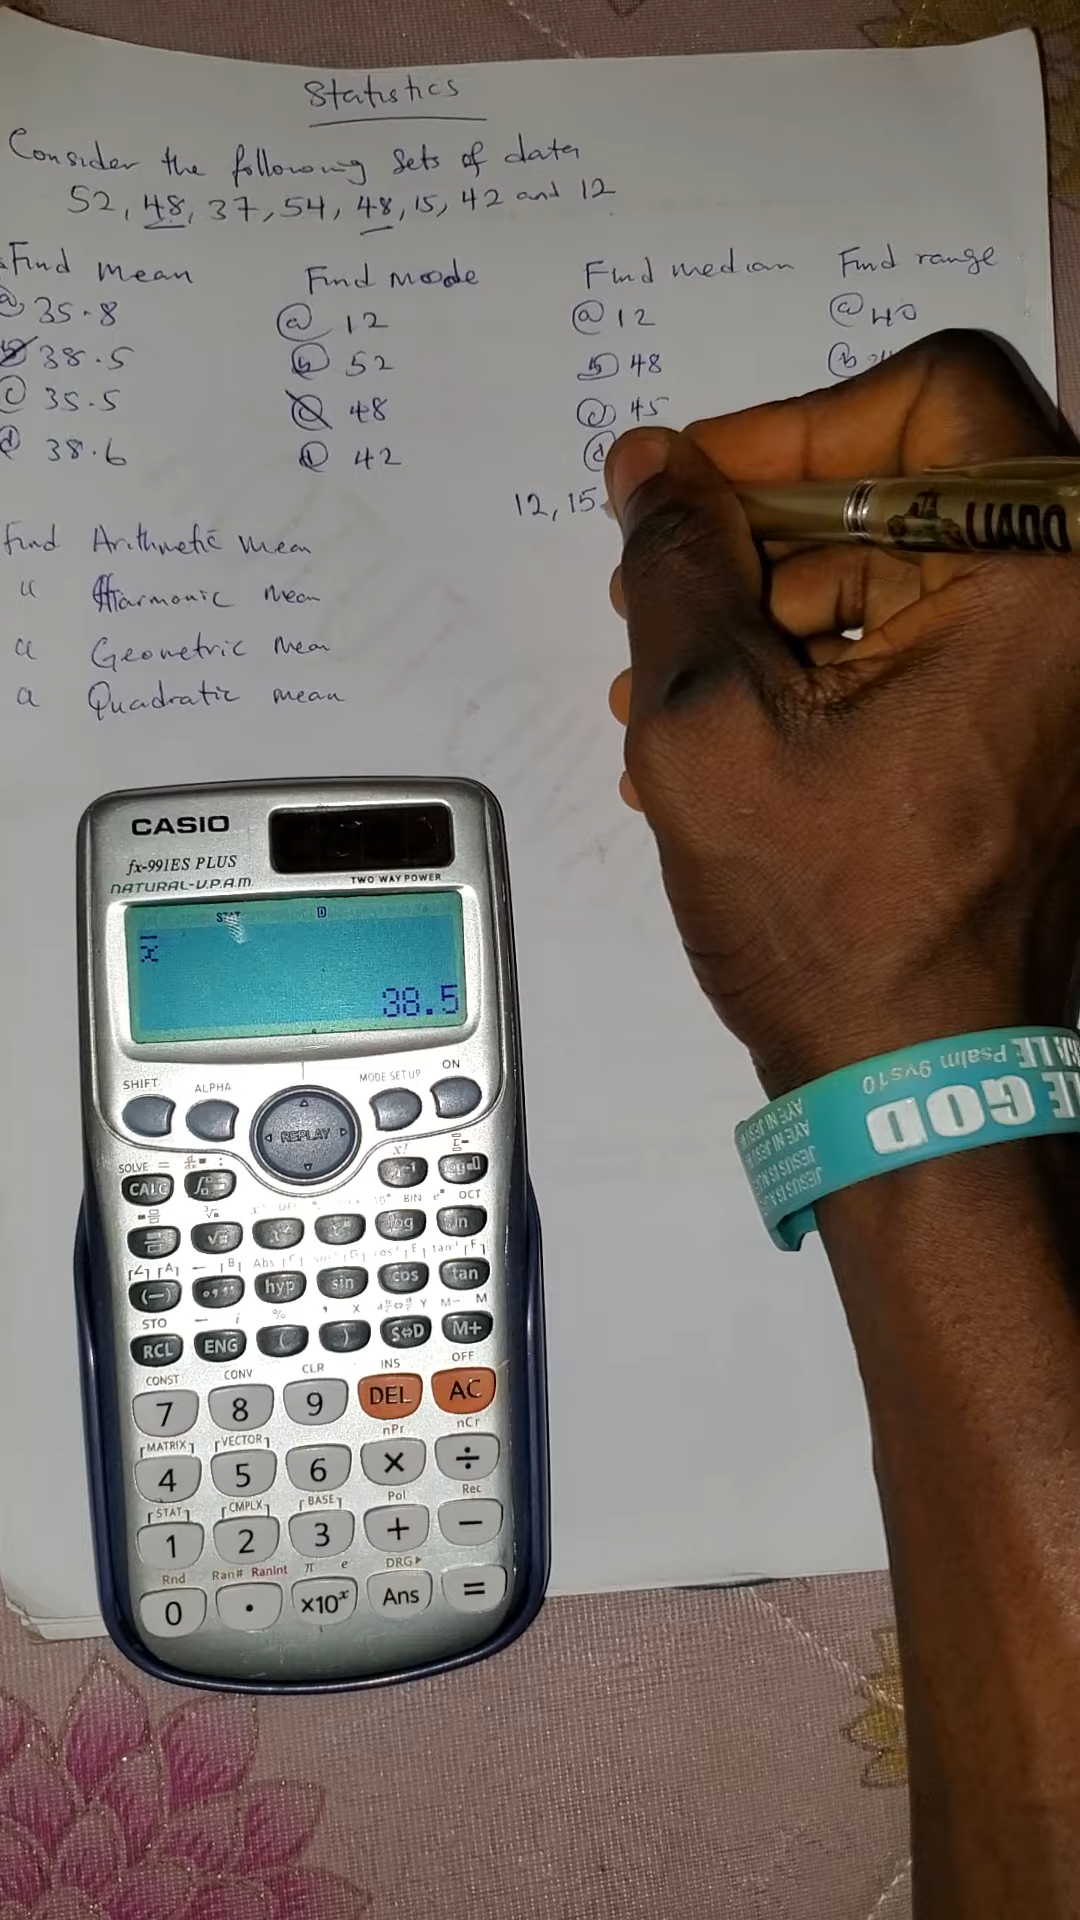 Statistics
Consider the following Sets of data
52, 48, 37, 54, 48, 15, 42 and 12
Find mean
a 35.8
b 38.5
c 35.5
d 38.6
Find mode
a 12
b 52
c 48
d 42
Find median
a 12
b 48
c 45
d
12, 15
Find range
a 40
b
Find Arithmetic mean
" Harmonic mean
" Geometric mean
" Quadratic mean
CASIO
fx-991ES PLUS
NATURAL-V.P.A.M.
TWO WAY POWER
STAT D
x̄
38.5
SHIFT ALPHA MODE SETUP ON
REPLAY
SOLVE =
CALC
BIN OCT
log ln
Abs
hyp sin cos tan
STO
RCL ENG ( ) S⇔D M+
CONST CONV CLR INS OFF
7 8 9 DEL AC
MATRIX VECTOR nPr nCr
4 5 6 × ÷
STAT CMPLX BASE Pol Rec
1 2 3 + −
Rnd Ran# RanInt π e DRG▶
0 . ×10ˣ Ans =
LIADO
Psalm 9vs10
GOD